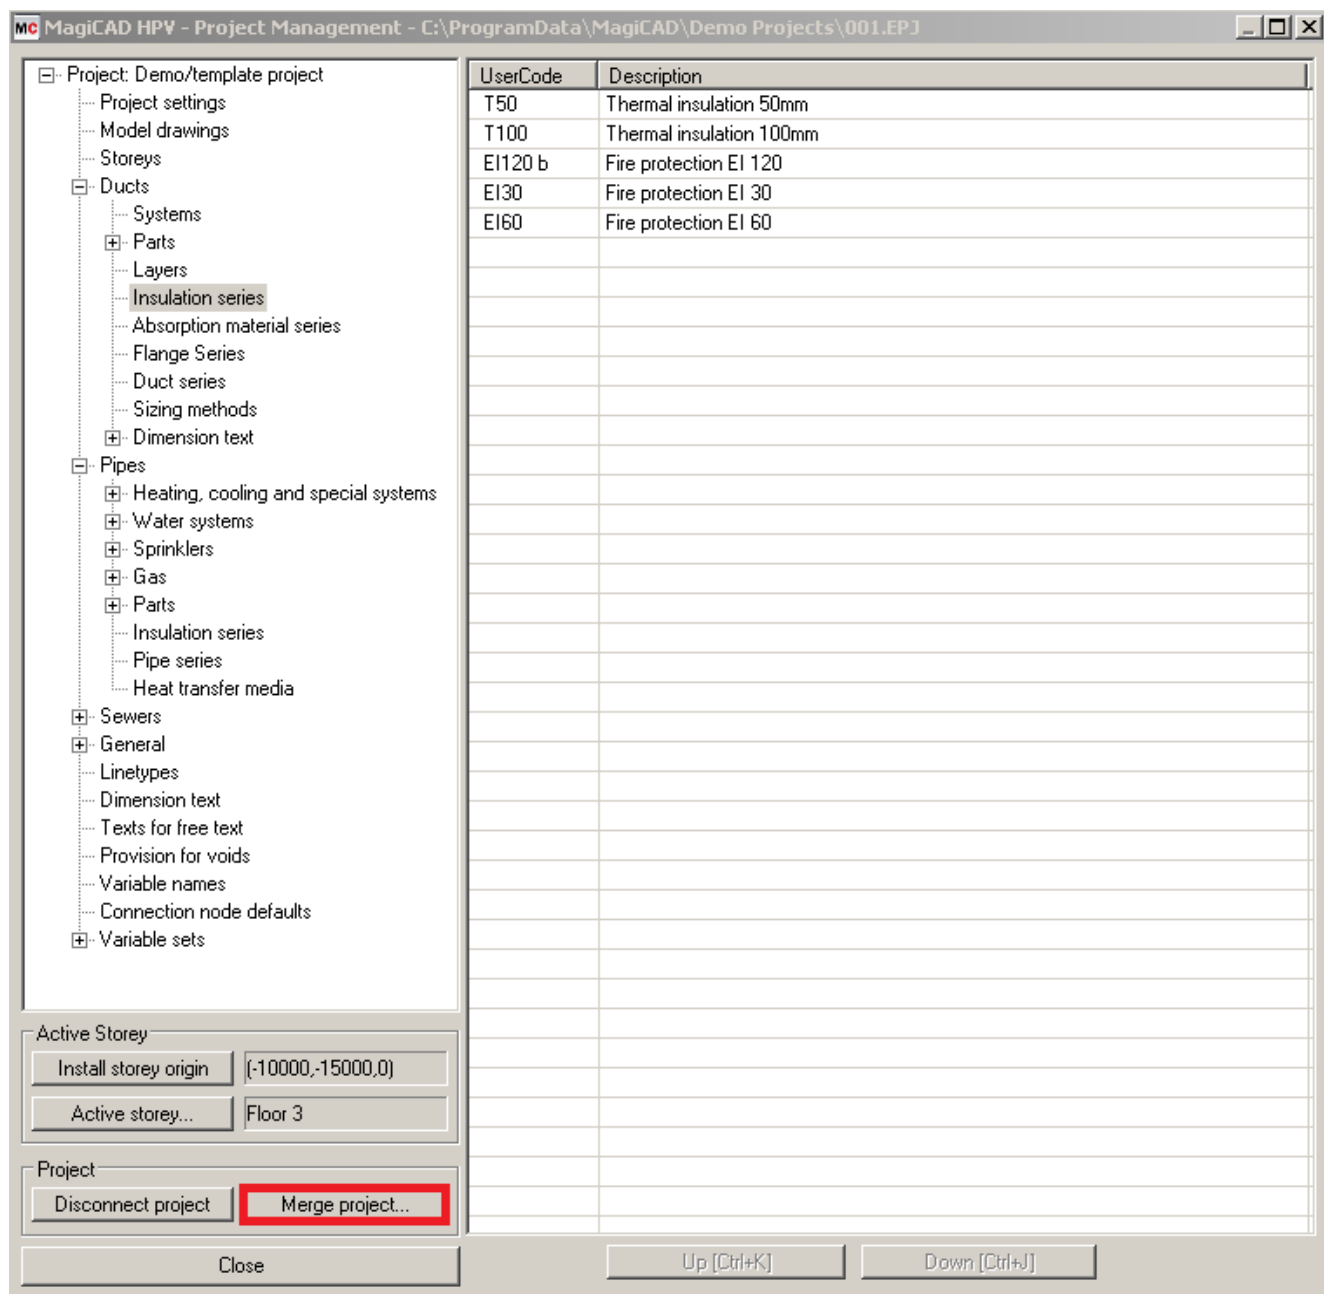 MC MagiCAD HPV - Project Management - C:\ProgramData\MagiCAD\Demo Projects\001.EPJ
Project: Demo/template project
Project settings
Model drawings
Storeys
Ducts
Systems
Parts
Layers
Insulation series
Absorption material series
Flange Series
Duct series
Sizing methods
Dimension text
Pipes
Heating, cooling and special systems
Water systems
Sprinklers
Gas
Parts
Insulation series
Pipe series
Heat transfer media
Sewers
General
Linetypes
Dimension text
Texts for free text
Provision for voids
Variable names
Connection node defaults
Variable sets
UserCode Description
T50 Thermal insulation 50mm
T100 Thermal insulation 100mm
EI120 b Fire protection EI 120
EI30 Fire protection EI 30
EI60 Fire protection EI 60
Active Storey
Install storey origin (-10000,-15000,0)
Active storey... Floor 3
Project
Disconnect project Merge project...
Close
Up [Ctrl+K] Down [Ctrl+J]